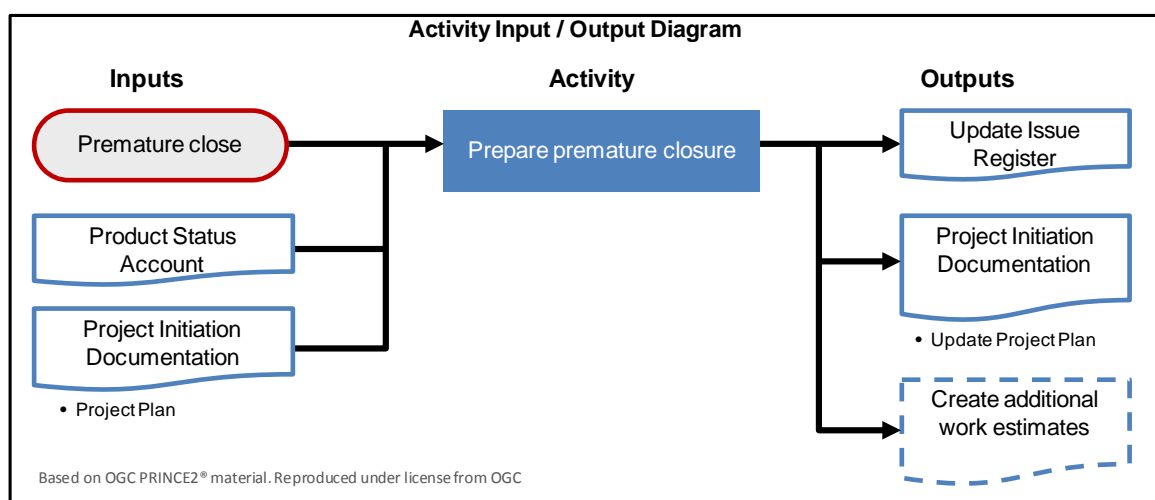 Activity Input / Output Diagram
Inputs
Activity
Outputs
Premature close
Prepare premature closure
Update Issue
Register
Product Status
Account
Project Initiation
Documentation
Project Initiation
Documentation
• Update Project Plan
• Project Plan
Create additional
work estimates
Based on OGC PRINCE2® material. Reproduced under license from OGC